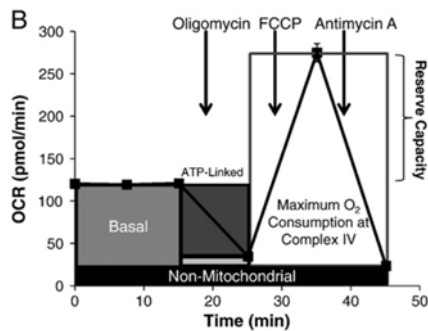 B
Oligomycin FCCP Antimycin A
OCR (pmol/min)
300
250
200
150
100
50
0
ATP-Linked
Basal
Maximum O₂
Consumption at
Complex IV
Non-Mitochondrial
Reserve Capacity
0 10 20 30 40 50
Time (min)